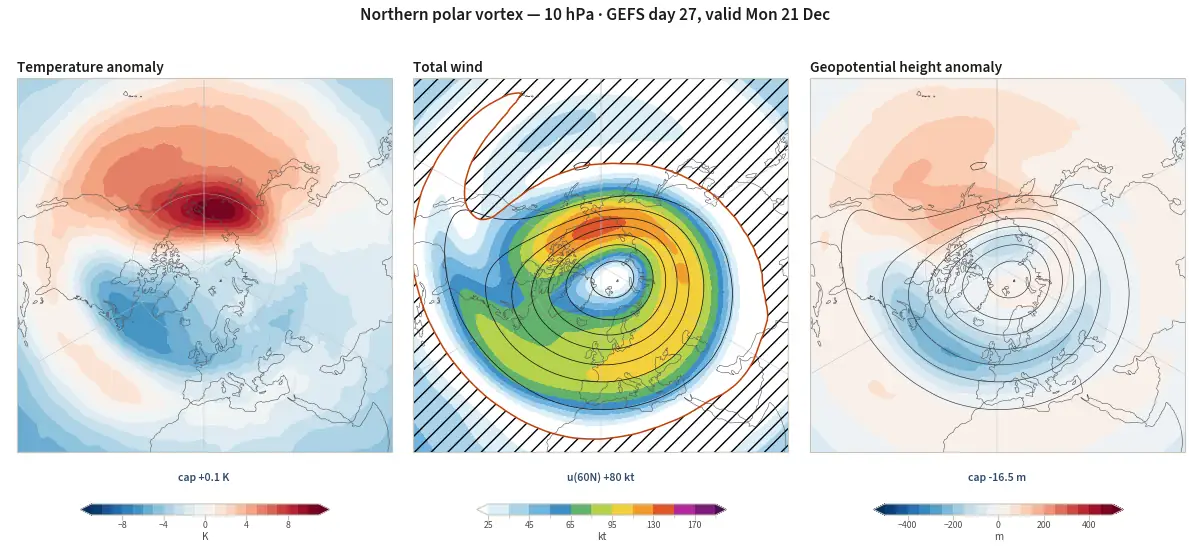 Northern polar vortex — 10 hPa · GEFS day 27, valid Mon 21 Dec
Temperature anomaly
Total wind
Geopotential height anomaly
cap +0.1 K
u(60N) +80 kt
cap -16.5 m
−8 −4 0 4 8
K
25 45 65 95 130 170
kt
−400 −200 0 200 400
m